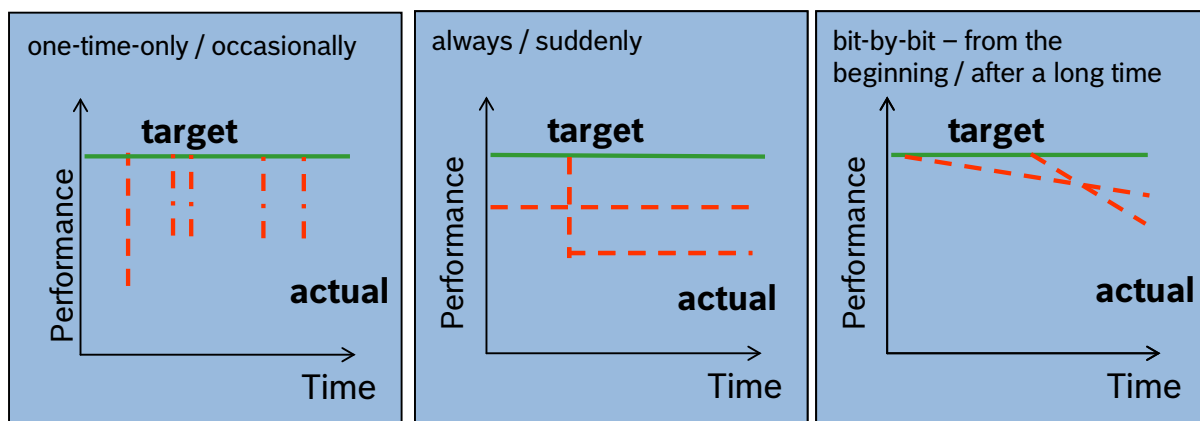 one-time-only / occasionally
target
Performance
actual
Time
always / suddenly
target
Performance
actual
Time
bit-by-bit – from the
beginning / after a long time
target
Performance
actual
Time